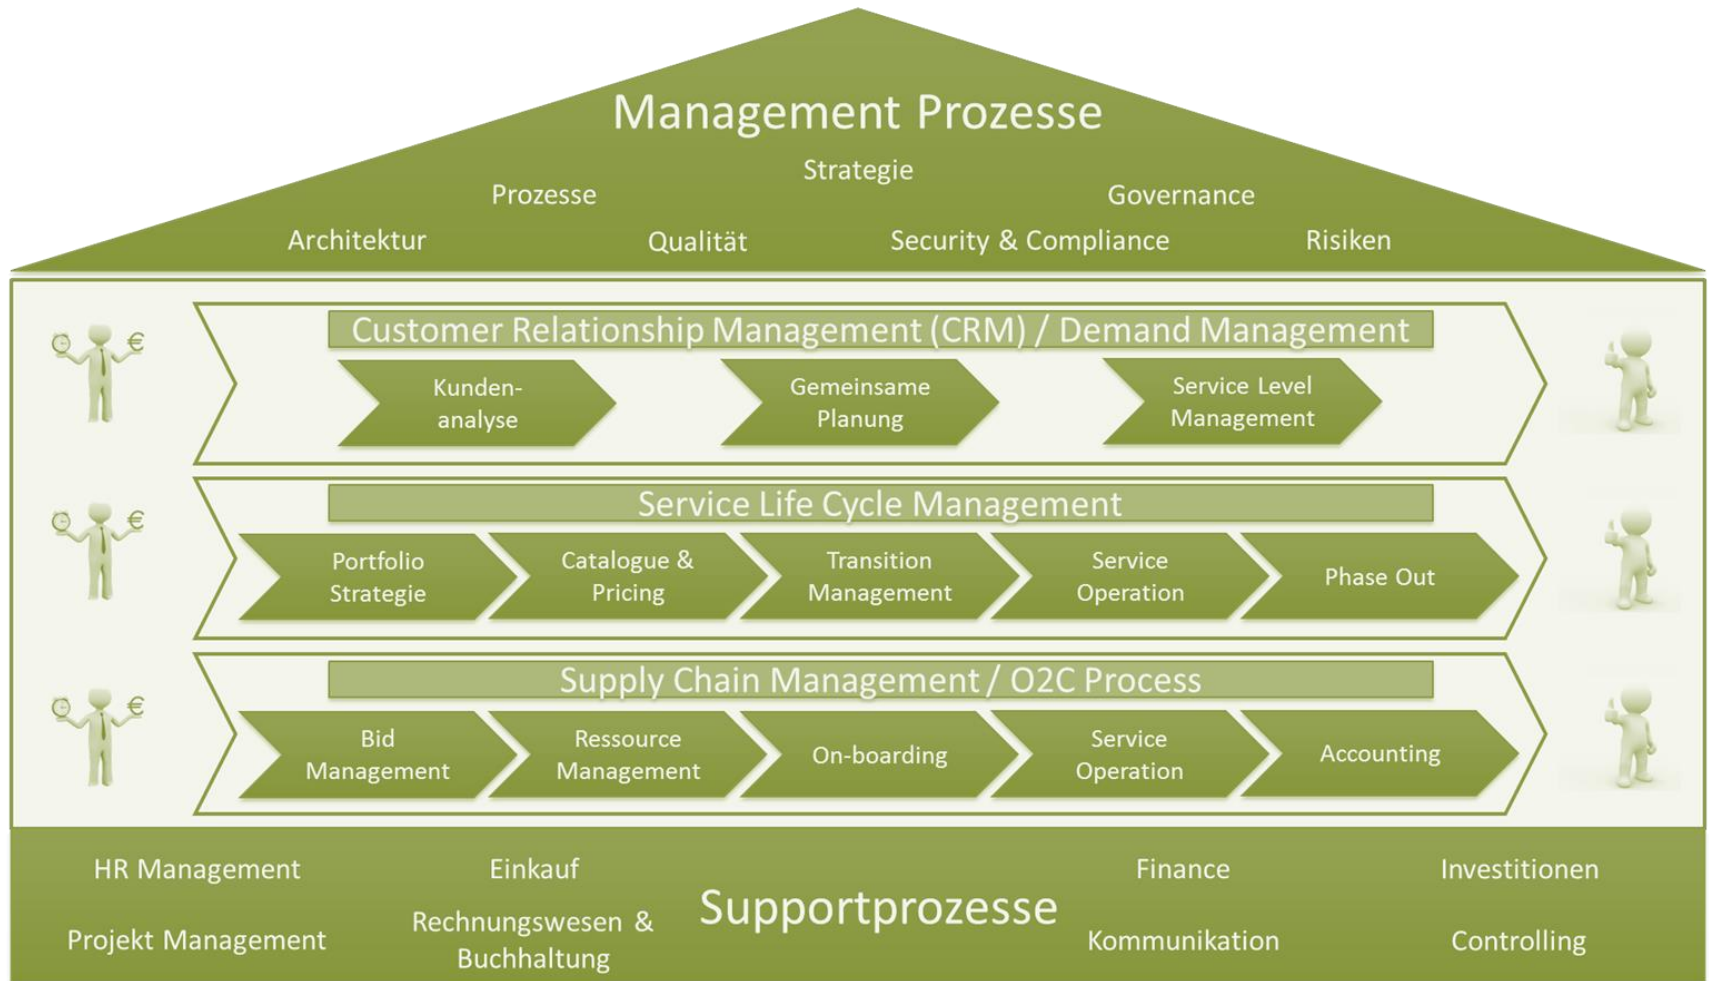 Management Prozesse
Strategie
Prozesse
Governance
Architektur
Qualität
Security & Compliance
Risiken
Customer Relationship Management (CRM) / Demand Management
Kunden-
analyse
Gemeinsame
Planung
Service Level
Management
Service Life Cycle Management
Portfolio
Strategie
Catalogue &
Pricing
Transition
Management
Service
Operation
Phase Out
Supply Chain Management / O2C Process
Bid
Management
Ressource
Management
On-boarding
Service
Operation
Accounting
HR Management
Einkauf
Finance
Investitionen
Supportprozesse
Projekt Management
Rechnungswesen &
Buchhaltung
Kommunikation
Controlling
€
€
€